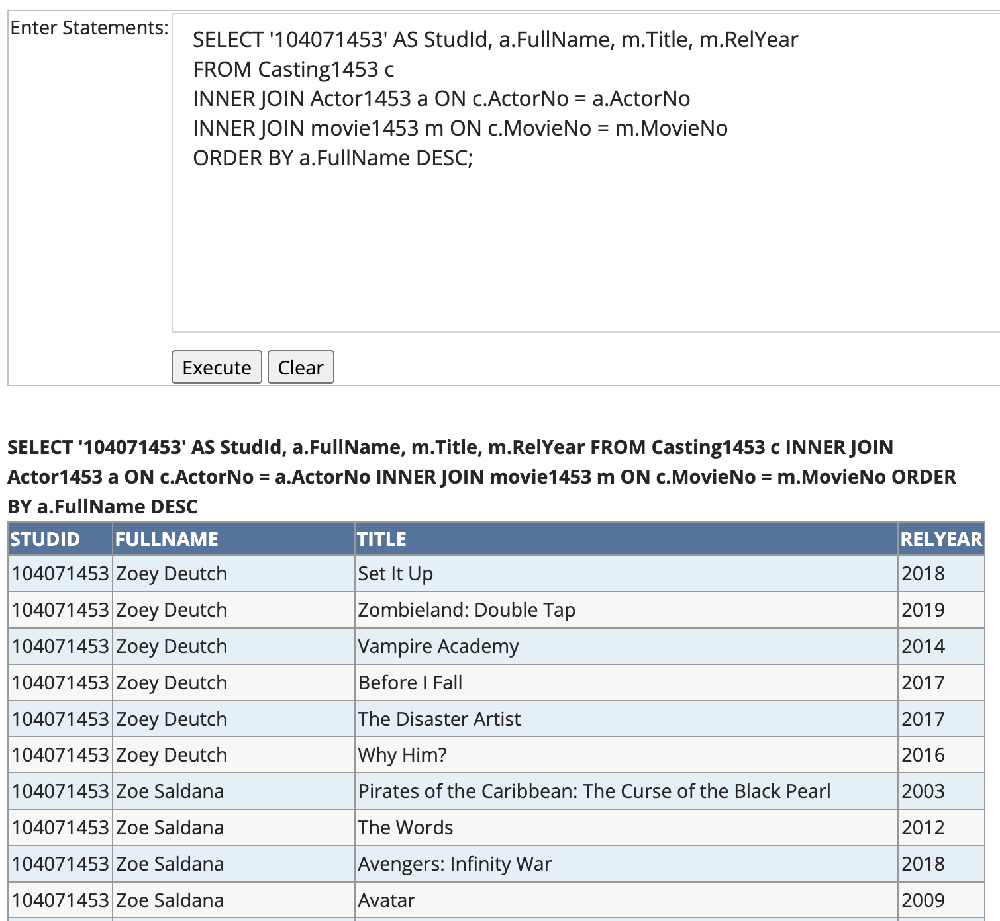 Enter Statements:
SELECT '104071453' AS StudId, a.FullName, m.Title, m.RelYear
FROM Casting1453 c
INNER JOIN Actor1453 a ON c.ActorNo = a.ActorNo
INNER JOIN movie1453 m ON c.MovieNo = m.MovieNo
ORDER BY a.FullName DESC;
Execute Clear
SELECT '104071453' AS StudId, a.FullName, m.Title, m.RelYear FROM Casting1453 c INNER JOIN
Actor1453 a ON c.ActorNo = a.ActorNo INNER JOIN movie1453 m ON c.MovieNo = m.MovieNo ORDER
BY a.FullName DESC
STUDID FULLNAME TITLE RELYEAR
104071453 Zoey Deutch Set It Up 2018
104071453 Zoey Deutch Zombieland: Double Tap 2019
104071453 Zoey Deutch Vampire Academy 2014
104071453 Zoey Deutch Before I Fall 2017
104071453 Zoey Deutch The Disaster Artist 2017
104071453 Zoey Deutch Why Him? 2016
104071453 Zoe Saldana Pirates of the Caribbean: The Curse of the Black Pearl 2003
104071453 Zoe Saldana The Words 2012
104071453 Zoe Saldana Avengers: Infinity War 2018
104071453 Zoe Saldana Avatar 2009